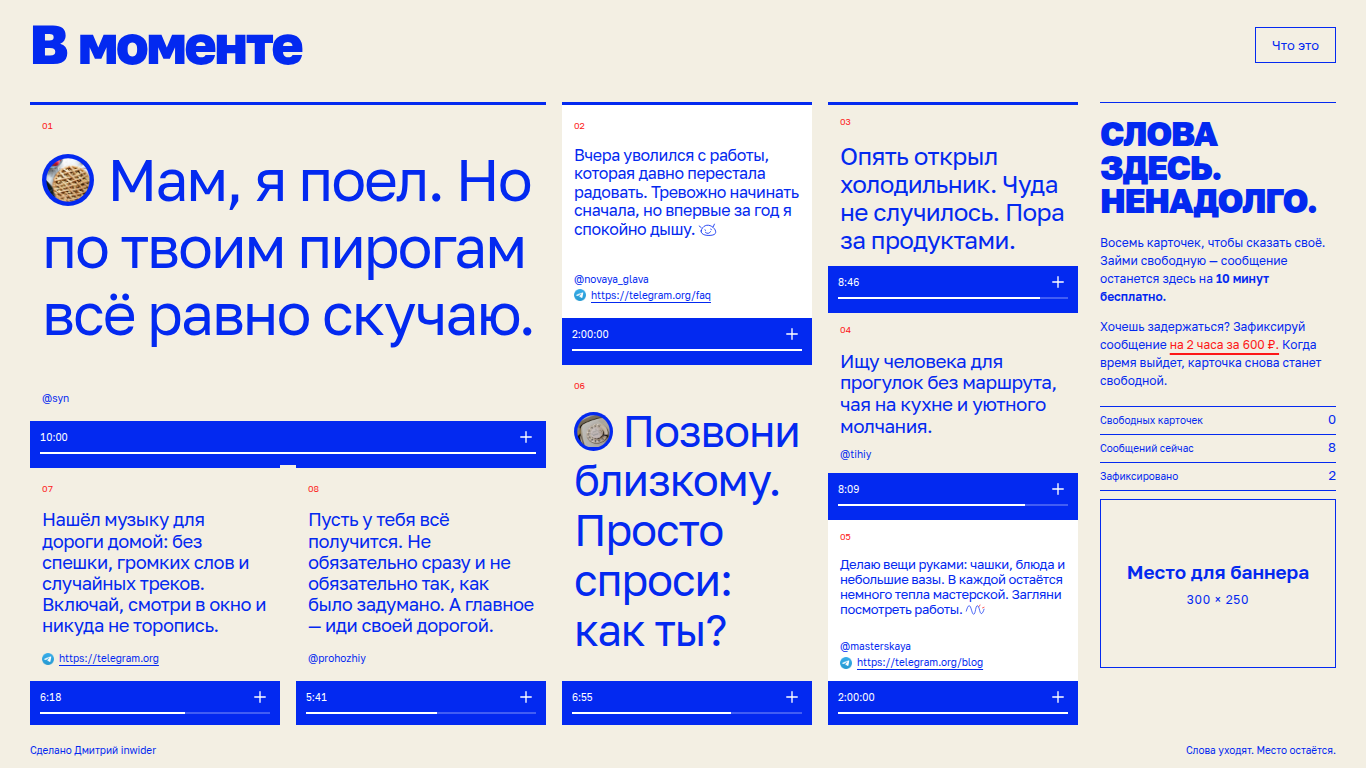 В моменте
Что это
01
Мам, я поел. Но
по твоим пирогам
всё равно скучаю.
@syn
10:00
02
Вчера уволился с работы,
которая давно перестала
радовать. Тревожно начинать
сначала, но впервые за год я
спокойно дышу.
@novaya_glava
https://telegram.org/faq
2:00:00
03
Опять открыл
холодильник. Чуда
не случилось. Пора
за продуктами.
8:46
04
Ищу человека для
прогулок без маршрута,
чая на кухне и уютного
молчания.
@tihiy
8:09
05
Делаю вещи руками: чашки, блюда и
небольшие вазы. В каждой остаётся
немного тепла мастерской. Загляни
посмотреть работы.
@masterskaya
https://telegram.org/blog
2:00:00
06
Позвони
близкому.
Просто
спроси:
как ты?
6:55
07
Нашёл музыку для
дороги домой: без
спешки, громких слов и
случайных треков.
Включай, смотри в окно и
никуда не торопись.
https://telegram.org
6:18
08
Пусть у тебя всё
получится. Не
обязательно сразу и не
обязательно так, как
было задумано. А главное
— иди своей дорогой.
@prohozhiy
5:41
СЛОВА
ЗДЕСЬ.
НЕНАДОЛГО.
Восемь карточек, чтобы сказать своё.
Займи свободную — сообщение
останется здесь на 10 минут
бесплатно.
Хочешь задержаться? Зафиксируй
сообщение на 2 часа за 600 ₽. Когда
время выйдет, карточка снова станет
свободной.
Свободных карточек 0
Сообщений сейчас 8
Зафиксировано 2
Место для баннера
300 × 250
Сделано Дмитрий inwider
Слова уходят. Место остаётся.